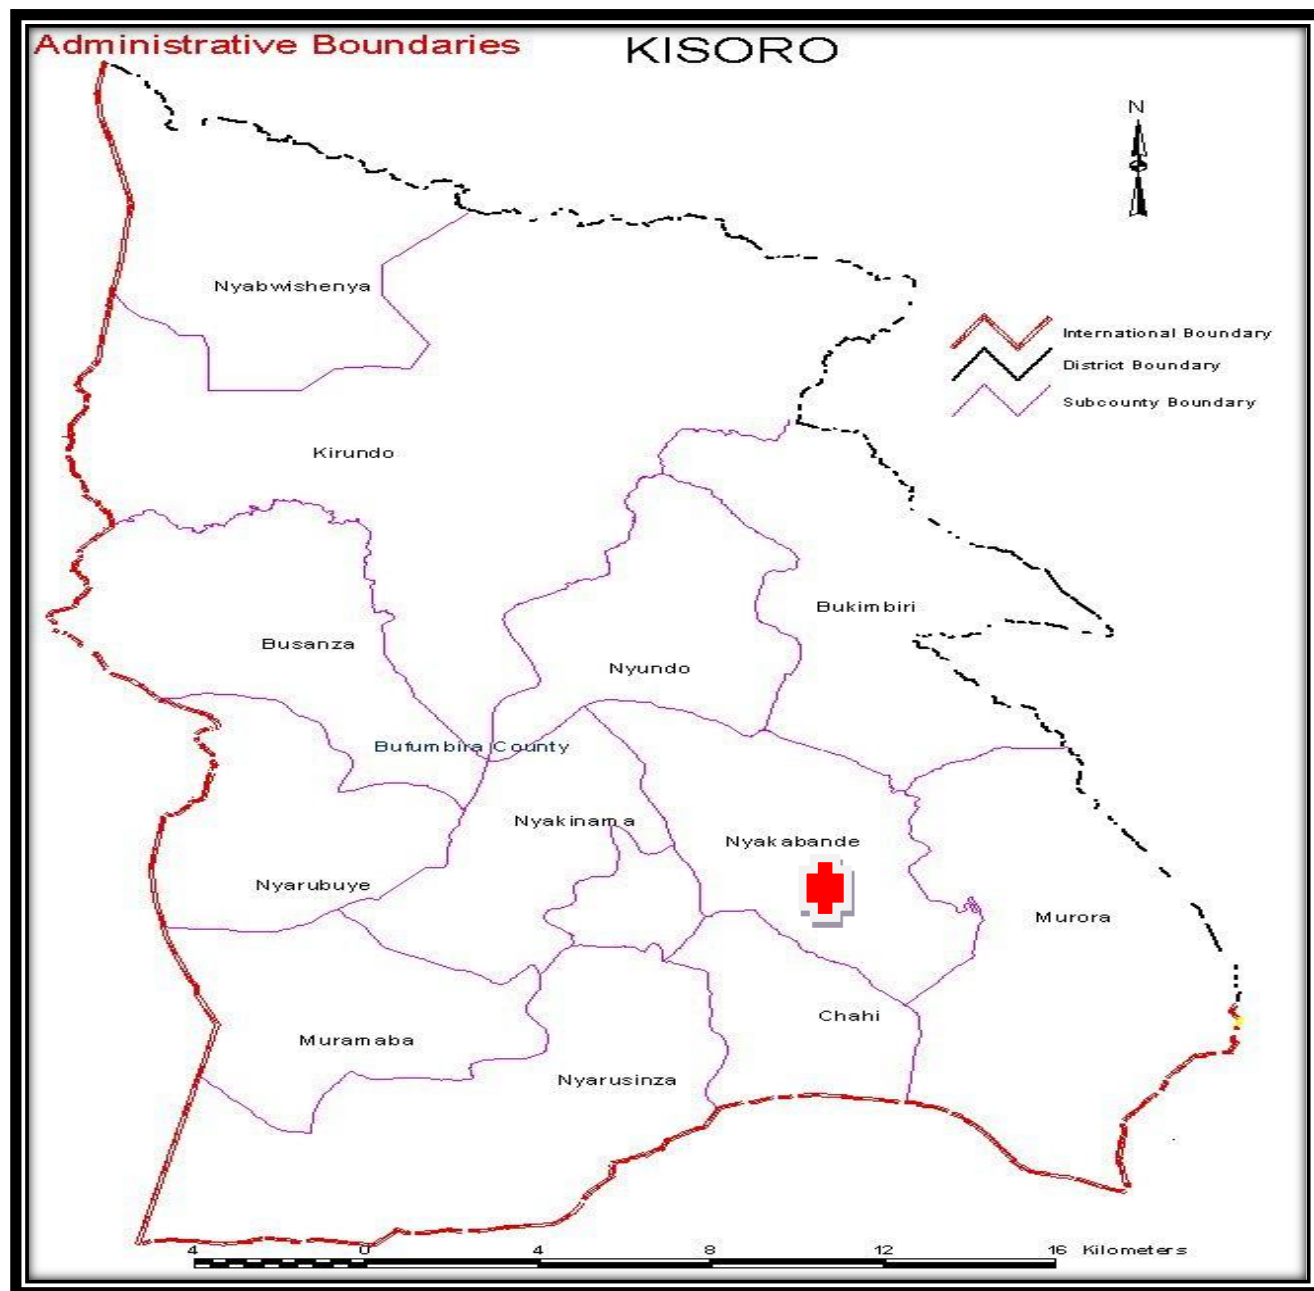 Administrative Boundaries
KISORO
N
Nyabwishenya
International Boundary
District Boundary
Subcounty Boundary
Kirundo
Bukimbiri
Busanza
Nyundo
Bufumbira County
Nyakinama
Nyakabande
Nyarubuye
Murora
Chahi
Muramaba
Nyarusinza
4 0 4 8 12 16 Kilometers